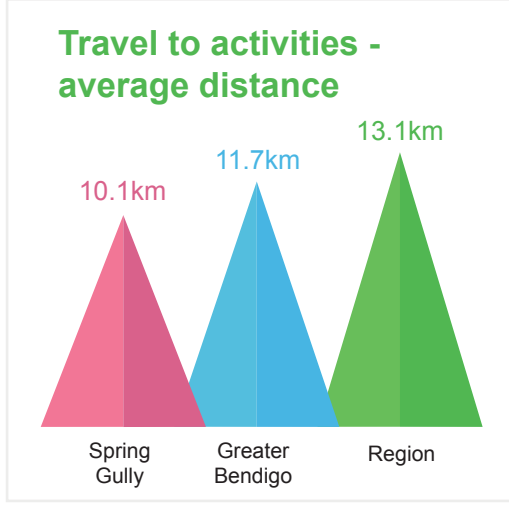 Travel to activities -
average distance
13.1km
11.7km
10.1km
Spring
Gully
Greater
Bendigo
Region